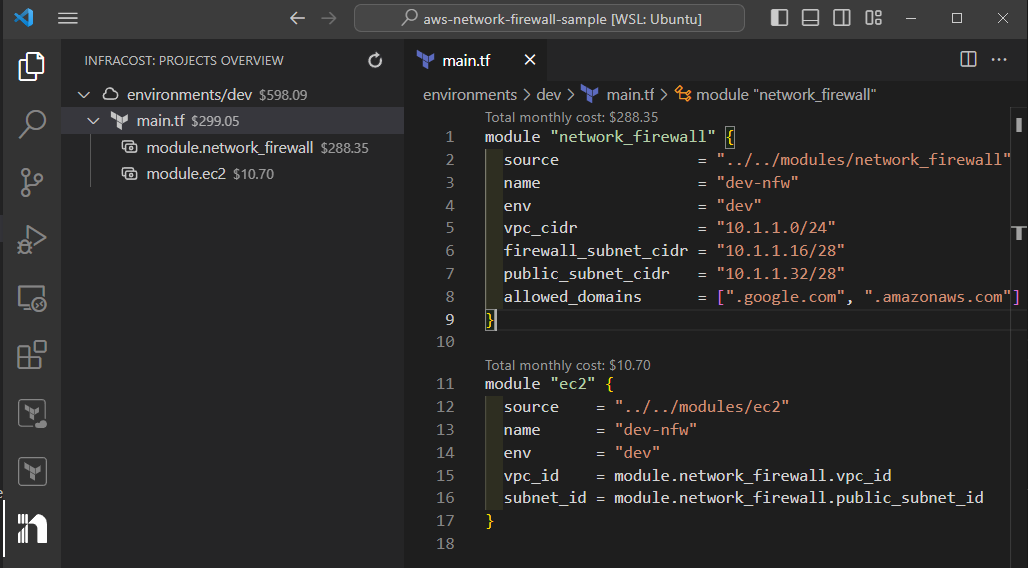 aws-network-firewall-sample [WSL: Ubuntu]
INFRACOST: PROJECTS OVERVIEW
environments/dev $598.09
main.tf $299.05
module.network_firewall $288.35
module.ec2 $10.70
main.tf
environments > dev > main.tf > module "network_firewall"
Total monthly cost: $288.35
1 module "network_firewall" {
2 source = "../../modules/network_firewall"
3 name = "dev-nfw"
4 env = "dev"
5 vpc_cidr = "10.1.1.0/24"
6 firewall_subnet_cidr = "10.1.1.16/28"
7 public_subnet_cidr = "10.1.1.32/28"
8 allowed_domains = [".google.com", ".amazonaws.com"]
9 }
10
Total monthly cost: $10.70
11 module "ec2" {
12 source = "../../modules/ec2"
13 name = "dev-nfw"
14 env = "dev"
15 vpc_id = module.network_firewall.vpc_id
16 subnet_id = module.network_firewall.public_subnet_id
17 }
18